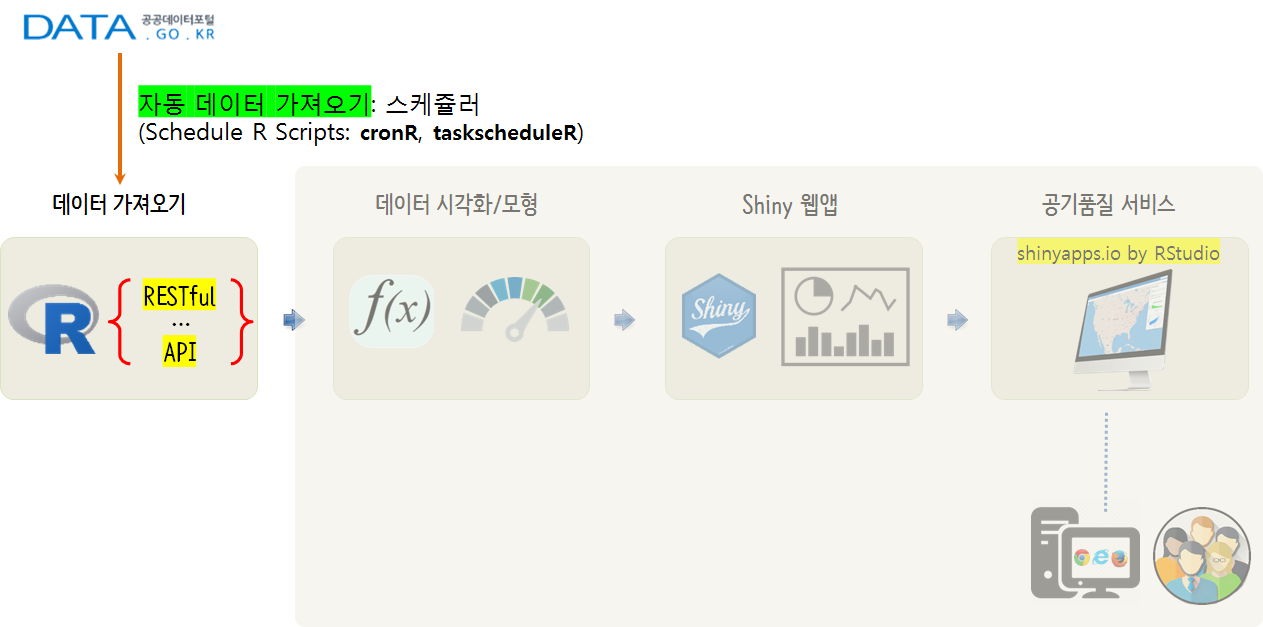 DATA 공공데이터포털
.GO.KR
자동 데이터 가져오기: 스케쥴러
(Schedule R Scripts: cronR, taskscheduleR)
데이터 가져오기
데이터 시각화/모형
Shiny 웹앱
공기품질 서비스
R
RESTful
...
API
f(x)
Shiny
shinyapps.io by RStudio